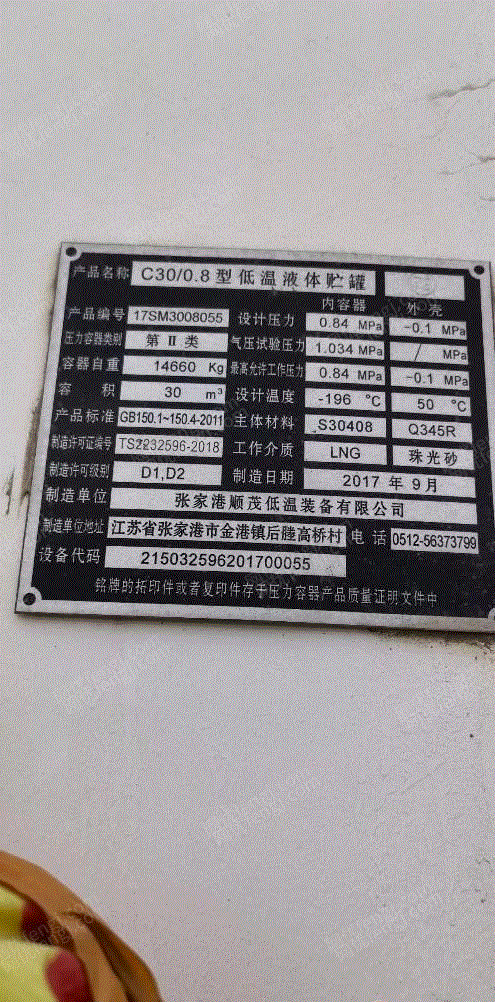 产品名称 C30/0.8 型低温液体贮罐
内容器 外壳
产品编号 17SM3008055 设计压力 0.84 MPa -0.1 MPa
压力容器类别 第 Ⅱ 类 气压试验压力 1.034 MPa / MPa
容器自重 14660 Kg 最高允许工作压力 0.84 MPa -0.1 MPa
容 积 30 m³ 设计温度 -196 ℃ 50 ℃
产品标准 GB150.1~150.4-2011 主体材料 S30408 Q345R
制造许可证编号 TS2232596-2018 工作介质 LNG 珠光砂
制造许可级别 D1,D2 制造日期 2017 年 9 月
制造单位 张家港顺茂低温装备有限公司
制造单位地址 江苏省张家港市金港镇后塍高桥村 电话 0512-56373799
设备代码 215032596201700055
铭牌的拓印件或者复印件存于压力容器产品质量证明文件中